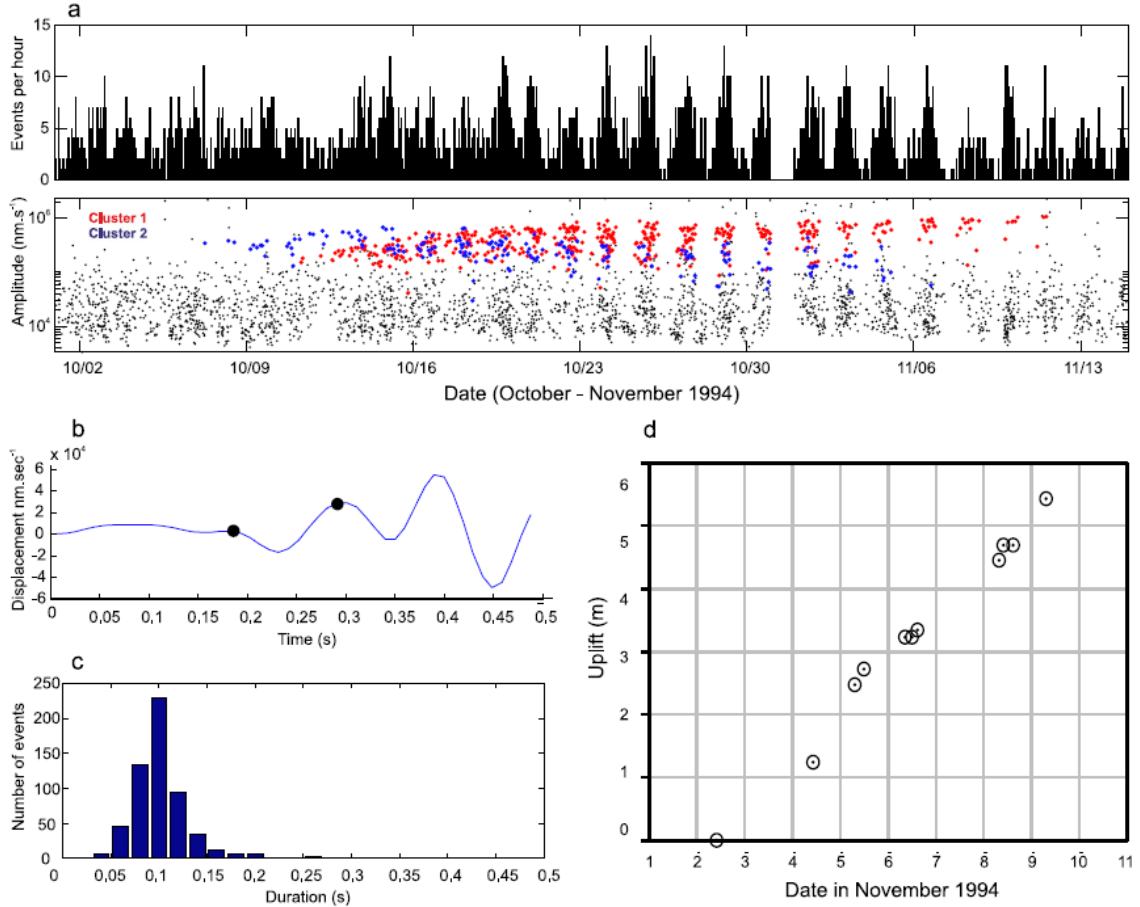 a
15
10
5
0
Events per hour
Cluster 1
Cluster 2
10⁶
10⁴
Amplitude (nm.s⁻¹)
10/02 10/09 10/16 10/23 10/30 11/06 11/13
Date (October - November 1994)
b
x 10⁴
6
4
2
0
-2
-4
-6
Displacement nm.sec⁻¹
0 0,05 0,1 0,15 0,2 0,25 0,3 0,35 0,4 0,45 0,5
Time (s)
c
250
200
150
100
50
0
Number of events
0 0,05 0,1 0,15 0,2 0,25 0,3 0,35 0,4 0,45 0,5
Duration (s)
d
6
5
4
3
2
1
0
Uplift (m)
1 2 3 4 5 6 7 8 9 10 11
Date in November 1994